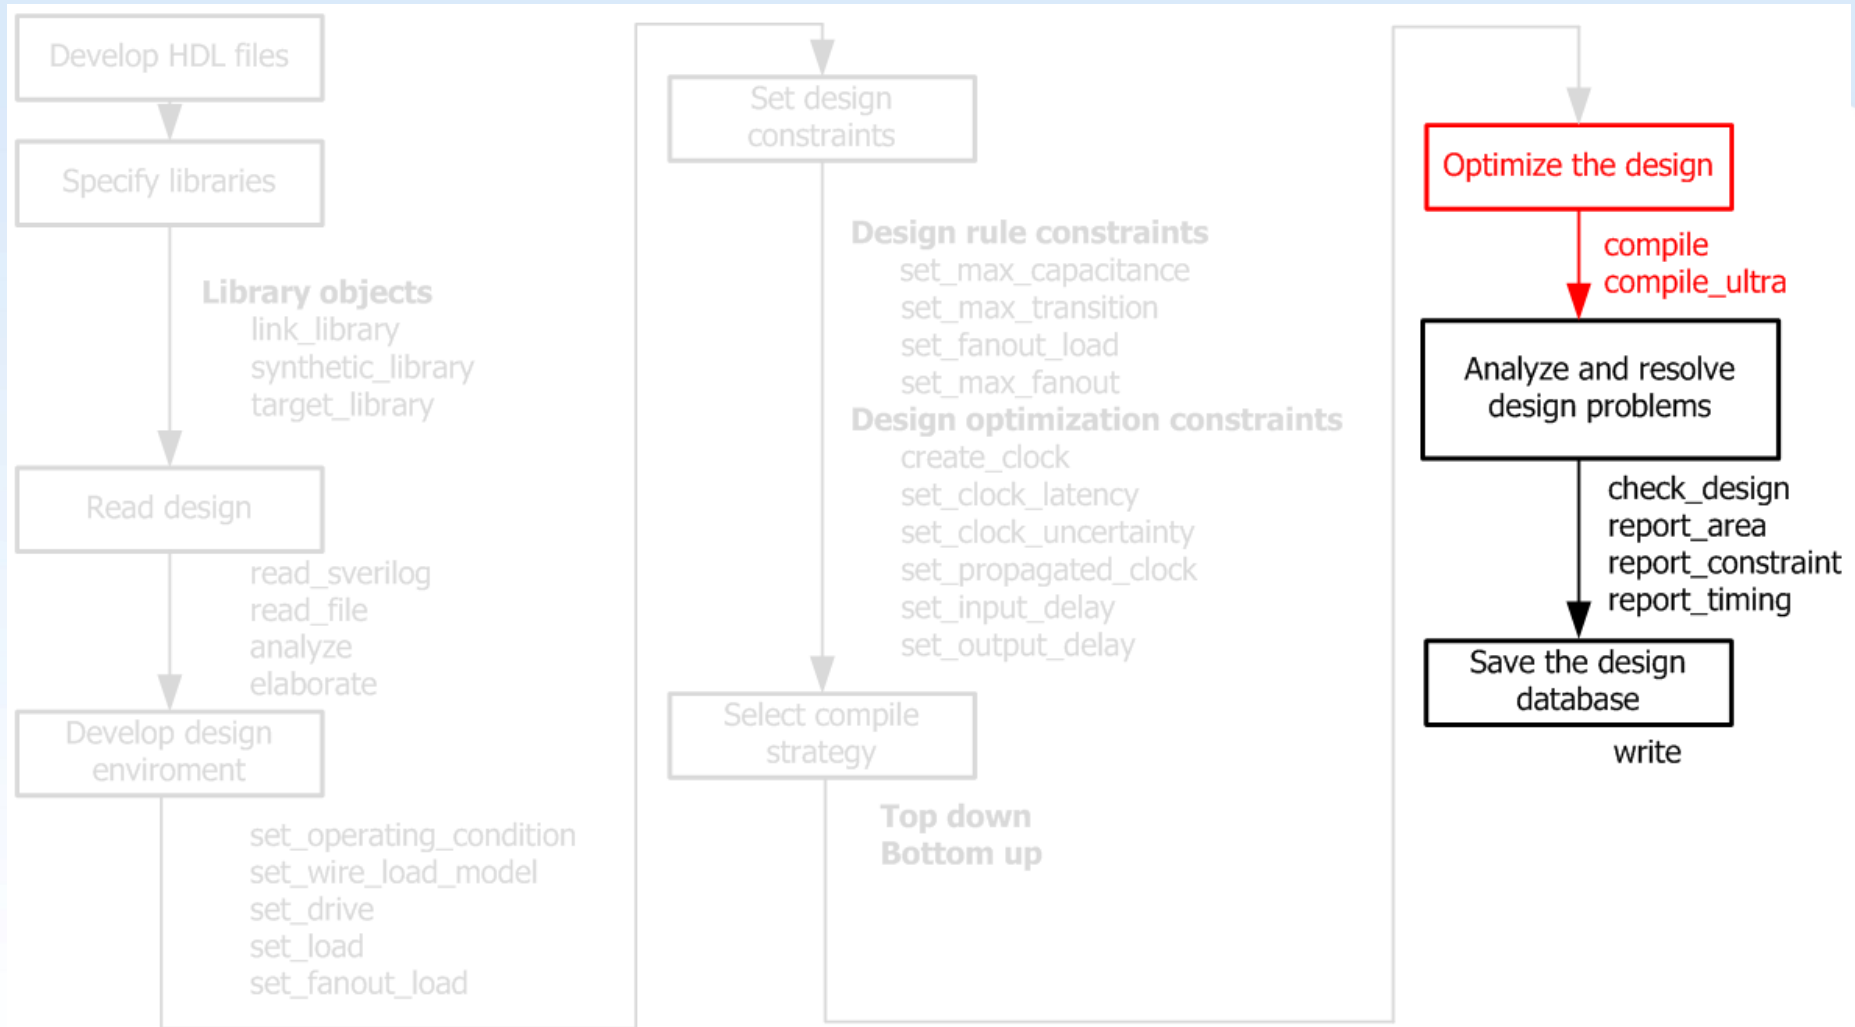 Develop HDL files
Specify libraries
Library objects
link_library
synthetic_library
target_library
Read design
read_sverilog
read_file
analyze
elaborate
Develop design
enviroment
set_operating_condition
set_wire_load_model
set_drive
set_load
set_fanout_load
Set design
constraints
Design rule constraints
set_max_capacitance
set_max_transition
set_fanout_load
set_max_fanout
Design optimization constraints
create_clock
set_clock_latency
set_clock_uncertainty
set_propagated_clock
set_input_delay
set_output_delay
Select compile
strategy
Top down
Bottom up
Optimize the design
compile
compile_ultra
Analyze and resolve
design problems
check_design
report_area
report_constraint
report_timing
Save the design
database
write